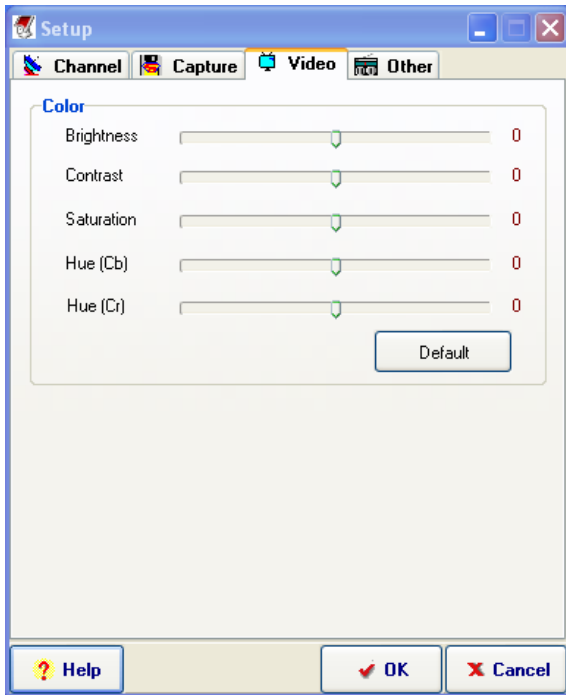 Setup
Channel Capture Video Other
Color
Brightness 0
Contrast 0
Saturation 0
Hue (Cb) 0
Hue (Cr) 0
Default
? Help OK Cancel